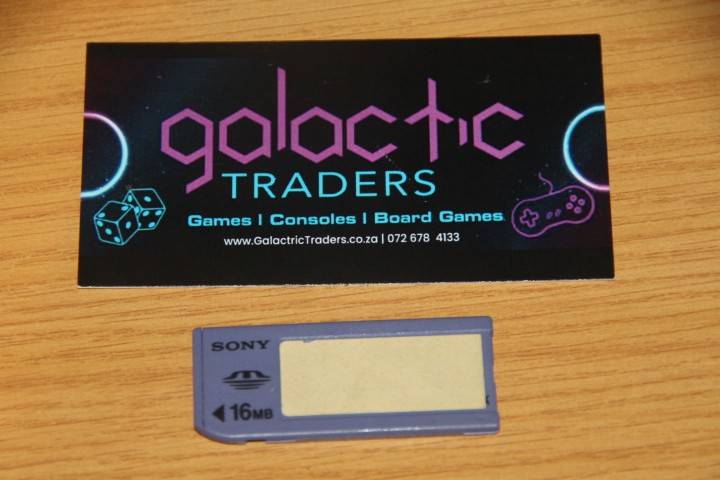 galactic
TRADERS
Games | Consoles | Board Games
www.GalactricTraders.co.za | 072 678 4133
SONY
16MB